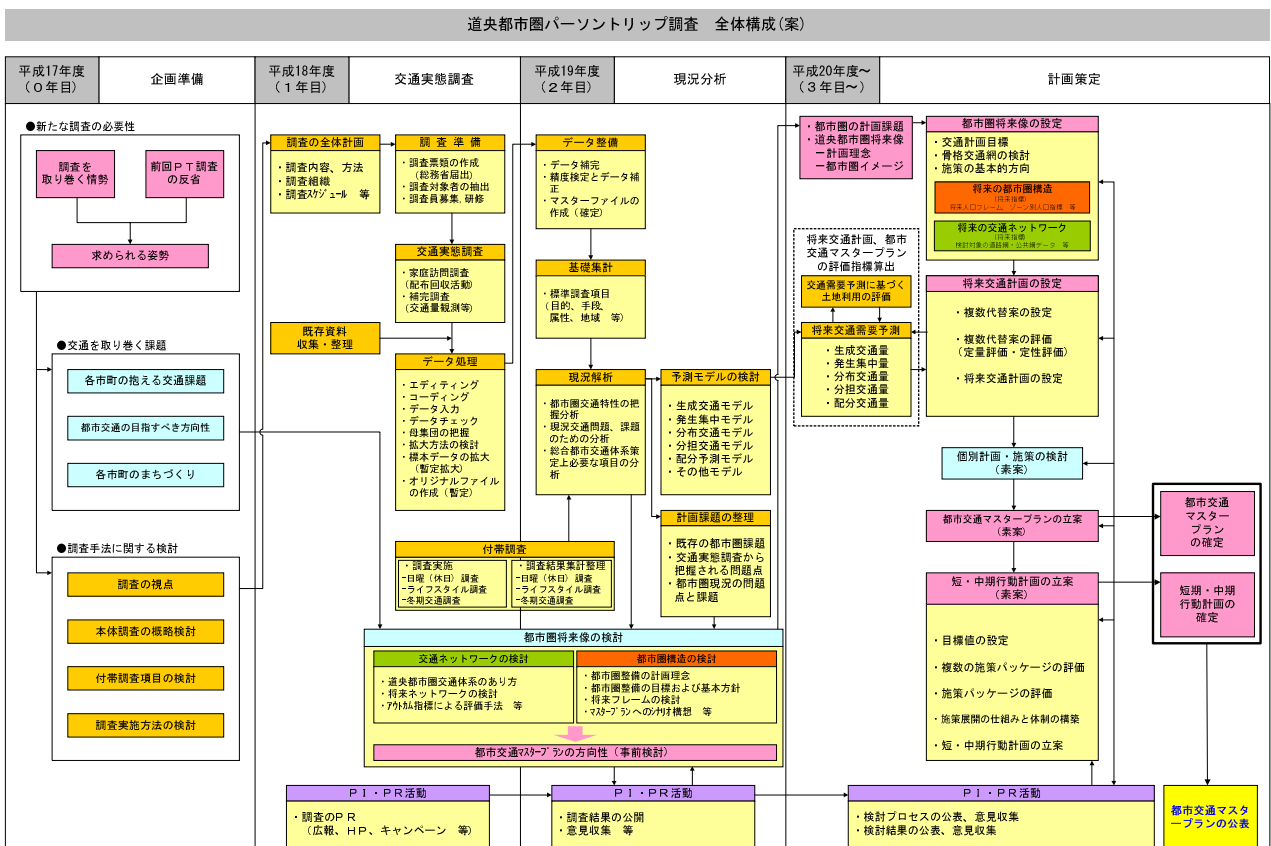 道央都市圏パーソントリップ調査　全体構成(案)
平成17年度
(０年目)
企画準備
平成18年度
(１年目)
交通実態調査
平成19年度
(２年目)
現況分析
平成20年度～
(３年目～)
計画策定
●新たな調査の必要性
調査を
取り巻く情勢
前回ＰＴ調査
の反省
求められる姿勢
●交通を取り巻く課題
各市町の抱える交通課題
都市交通の目指すべき方向性
各市町のまちづくり
●調査手法に関する検討
調査の視点
本体調査の概略検討
付帯調査項目の検討
調査実施方法の検討
調査の全体計画
・調査内容、方法
・調査組織
・調査ｽｹｼﾞｭｰﾙ　等
調 査 準 備
・調査票類の作成
(総務省届出)
・調査対象者の抽出
・調査員募集､研修
交通実態調査
・家庭訪問調査
(配布回収活動)
・補完調査
(交通量観測等)
既存資料
収集・整理
データ処理
・エディティング
・コーディング
・データ入力
・データチェック
・母集団の把握
・拡大方法の検討
・標本データの拡大
(暫定拡大)
・オリジナルファイル
の作成（暫定）
付帯調査
・調査実施
-日曜（休日）調査
-ライフスタイル調査
-冬期交通調査
・調査結果集計整理
-日曜（休日）調査
-ライフスタイル調査
-冬期交通調査
データ整備
・データ補完
・精度検定とデータ補
正
・マスターファイルの
作成（確定）
基礎集計
・標準調査項目
(目的、手段、
属性、地域　等)
現況解析
・都市圏交通特性の把
握分析
・現況交通問題、課題
のための分析
・総合都市交通体系策
定上必要な項目の分
析
予測モデルの検討
・生成交通モデル
・発生集中モデル
・分布交通モデル
・分担交通モデル
・配分予測モデル
・その他モデル
計画課題の整理
・既存の都市圏課題
・交通実態調査から
把握される問題点
・都市圏現況の問題
点と課題
都市圏将来像の検討
交通ネットワークの検討
・道央都市圏交通体系のあり方
・将来ネットワークの検討
・ｱｳﾄｶﾑ指標による評価手法　等
都市圏構造の検討
・都市圏整備の計画理念
・都市圏整備の目標および基本方針
・将来フレームの検討
・ﾏｽﾀｰﾌﾟﾗﾝへのｼﾅﾘｵ構想　等
都市交通ﾏｽﾀｰﾌﾟﾗﾝの方向性（事前検討）
・都市圏の計画課題
・道央都市圏将来像
ー計画理念
ー都市圏イメージ
将来交通計画、都市
交通マスタープラン
の評価指標算出
交通需要予測に基づく
土地利用の評価
将来交通需要予測
・生成交通量
・発生集中量
・分布交通量
・分担交通量
・配分交通量
都市圏将来像の設定
・交通計画目標
・骨格交通網の検討
・施策の基本的方向
将来の都市圏構造
(将来指標)
将来人口フレーム、ゾーン別人口指標　等
将来の交通ネットワーク
(将来指標)
検討対象の道路網・公共網データ　等
将来交通計画の設定
・複数代替案の設定
・複数代替案の評価
(定量評価・定性評価)
・将来交通計画の設定
個別計画・施策の検討
(素案)
都市交通マスタープランの立案
(素案)
短・中期行動計画の立案
(素案)
・目標値の設定
・複数の施策パッケージの評価
・施策パッケージの評価
・施策展開の仕組みと体制の構築
・短・中期行動計画の立案
都市交通
マスター
プラン
の確定
短期・中期
行動計画の
確定
ＰＩ・ＰＲ活動
・調査のＰＲ
(広報、ＨＰ、キャンペーン　等)
ＰＩ・ＰＲ活動
・調査結果の公開
・意見収集　等
ＰＩ・ＰＲ活動
・検討プロセスの公表、意見収集
・検討結果の公表、意見収集
都市交通マスタ
ープランの公表